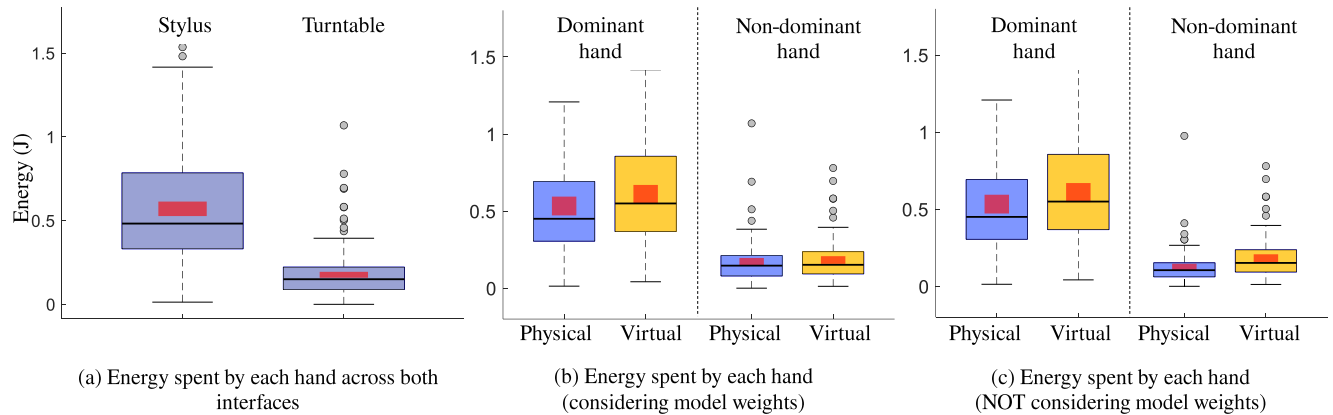 Stylus Turntable
1.5
1
0.5
0
Energy (J)
(a) Energy spent by each hand across both
interfaces
Dominant Non-dominant
hand hand
1.5
1
0.5
0
Physical Virtual Physical Virtual
(b) Energy spent by each hand
(considering model weights)
Dominant Non-dominant
hand hand
1.5
1
0.5
0
Physical Virtual Physical Virtual
(c) Energy spent by each hand
(NOT considering model weights)